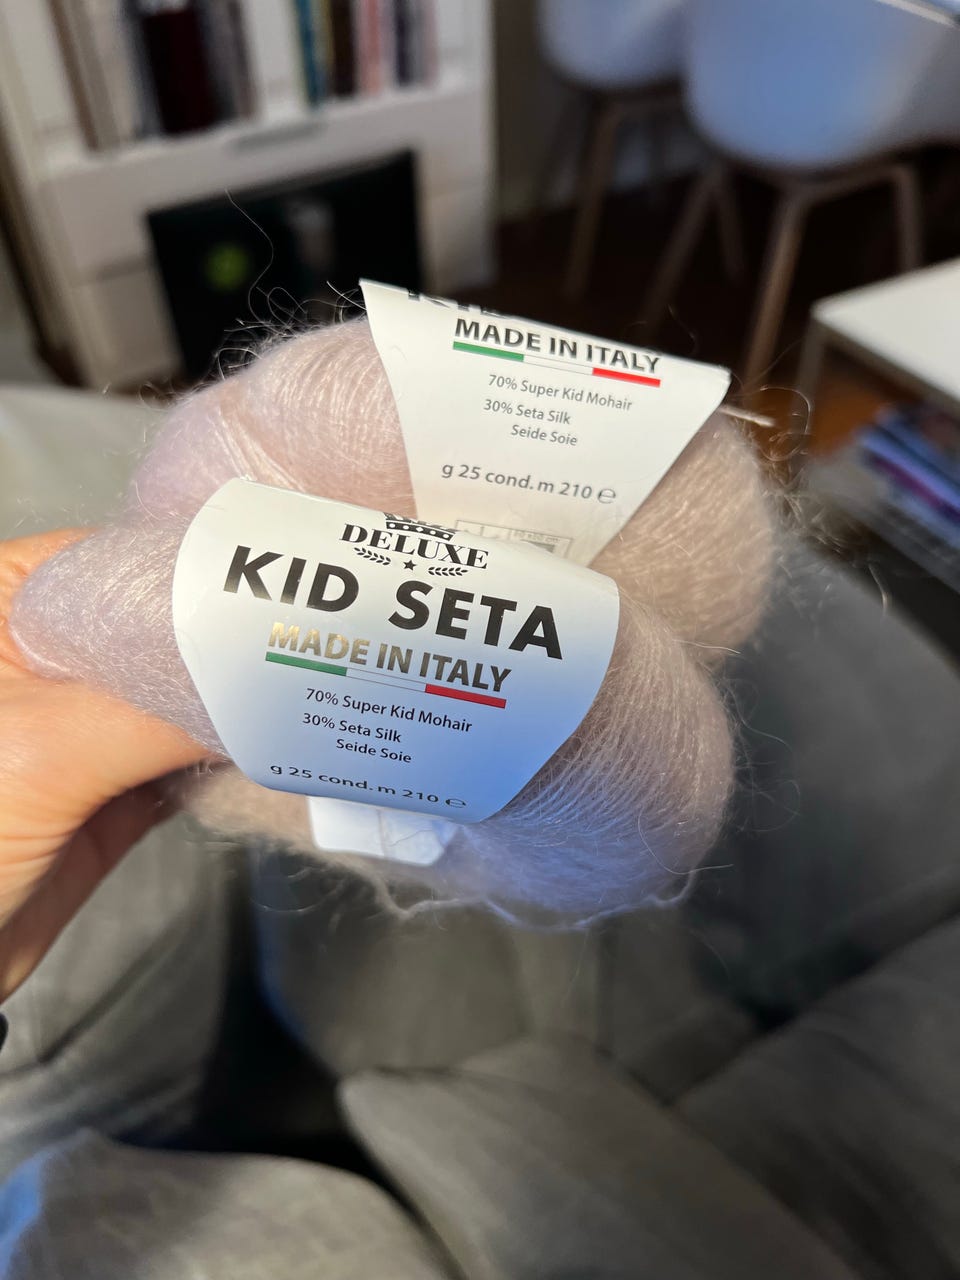 MADE IN ITALY
70% Super Kid Mohair
30% Seta Silk
Seide Soie
g 25 cond. m 210 ℮
DELUXE
KID SETA
MADE IN ITALY
70% Super Kid Mohair
30% Seta Silk
Seide Soie
g 25 cond. m 210 ℮